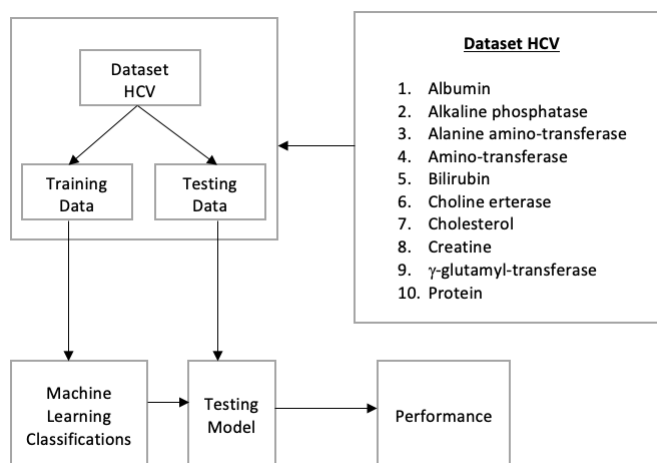 Dataset
HCV
Training
Data
Testing
Data
Dataset HCV
1. Albumin
2. Alkaline phosphatase
3. Alanine amino-transferase
4. Amino-transferase
5. Bilirubin
6. Choline erterase
7. Cholesterol
8. Creatine
9. γ-glutamyl-transferase
10. Protein
Machine
Learning
Classifications
Testing
Model
Performance